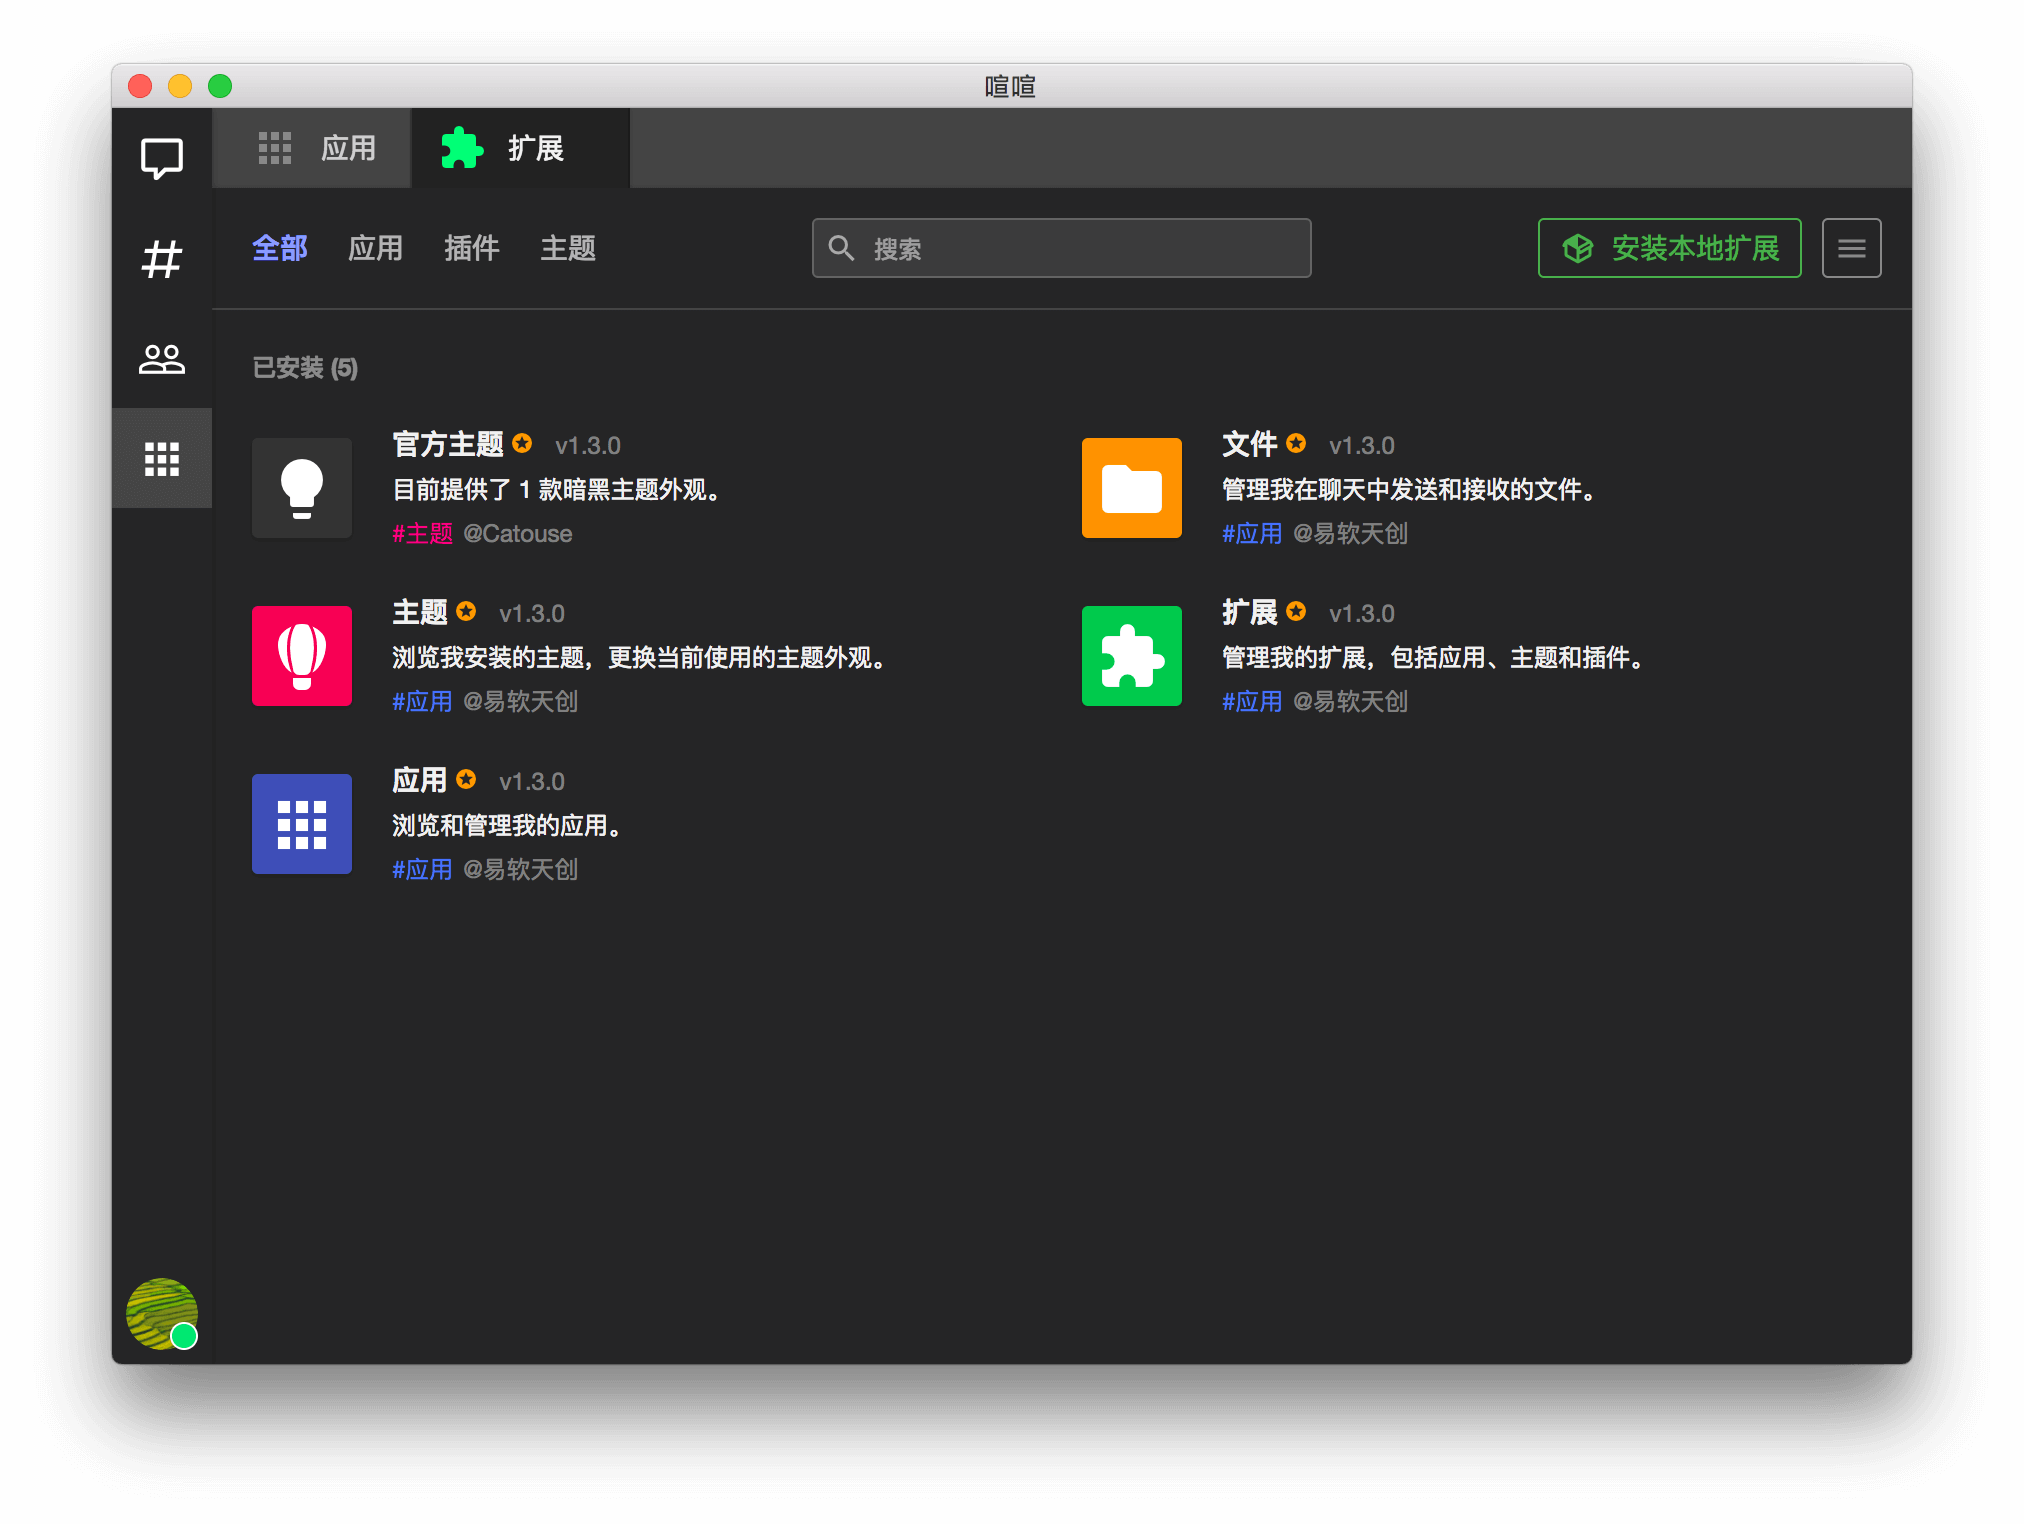 喧喧
应用 扩展
全部 应用 插件 主题 搜索 安装本地扩展
已安装 (5)
官方主题 v1.3.0
目前提供了 1 款暗黑主题外观。
#主题 @Catouse
文件 v1.3.0
管理我在聊天中发送和接收的文件。
#应用 @易软天创
主题 v1.3.0
浏览我安装的主题，更换当前使用的主题外观。
#应用 @易软天创
扩展 v1.3.0
管理我的扩展，包括应用、主题和插件。
#应用 @易软天创
应用 v1.3.0
浏览和管理我的应用。
#应用 @易软天创